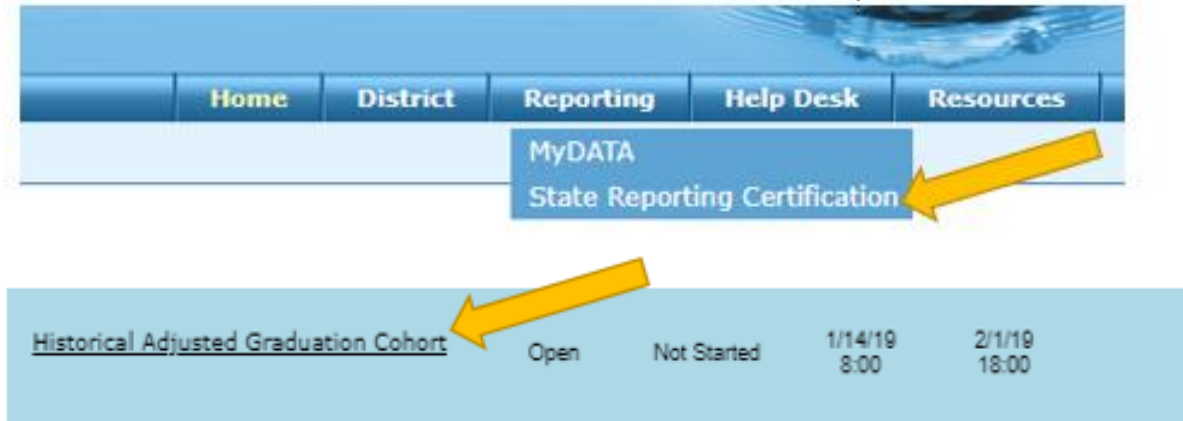 Home District Reporting Help Desk Resources
MyDATA
State Reporting Certification
Historical Adjusted Graduation Cohort Open Not Started 1/14/19 2/1/19
8:00 18:00